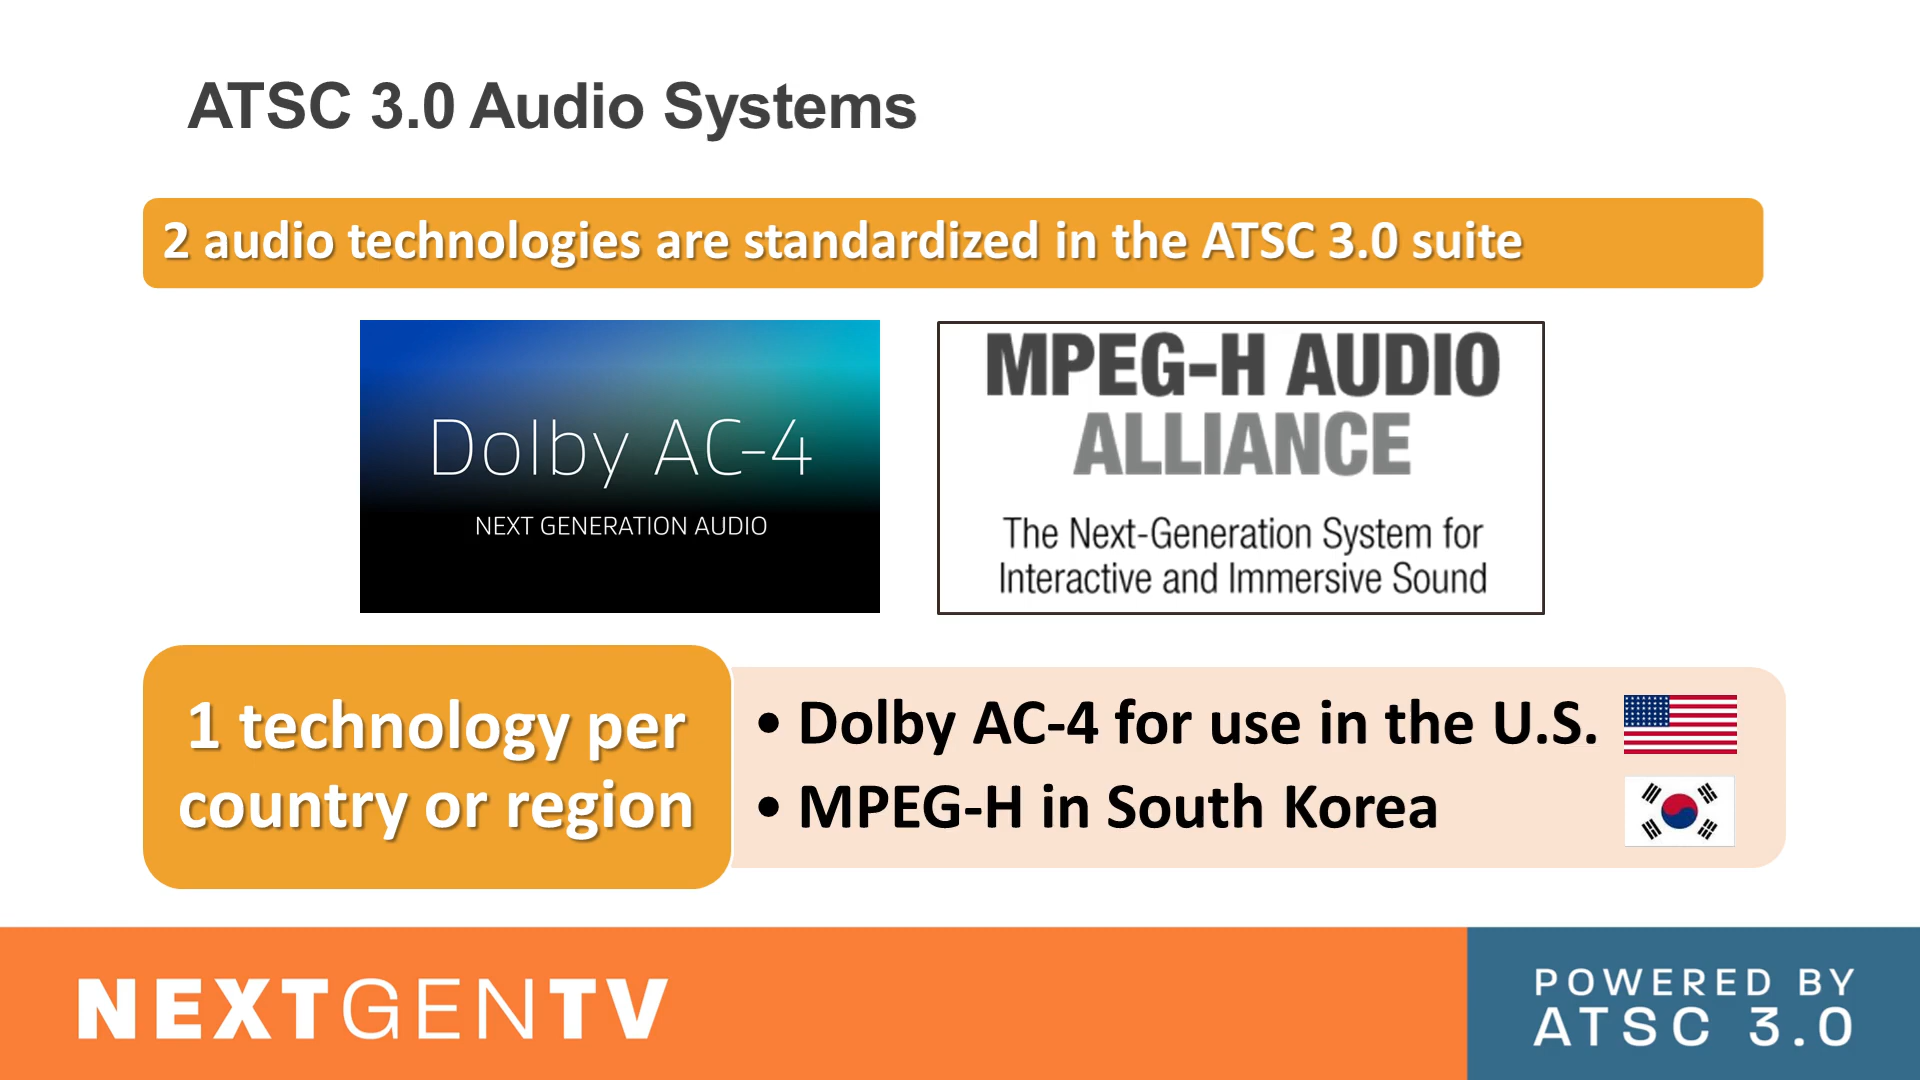 ATSC 3.0 Audio Systems
2 audio technologies are standardized in the ATSC 3.0 suite
Dolby AC-4
NEXT GENERATION AUDIO
MPEG-H AUDIO
ALLIANCE
The Next-Generation System for
Interactive and Immersive Sound
1 technology per
country or region
• Dolby AC-4 for use in the U.S.
• MPEG-H in South Korea
NEXTGENTV
POWERED BY
ATSC 3.0